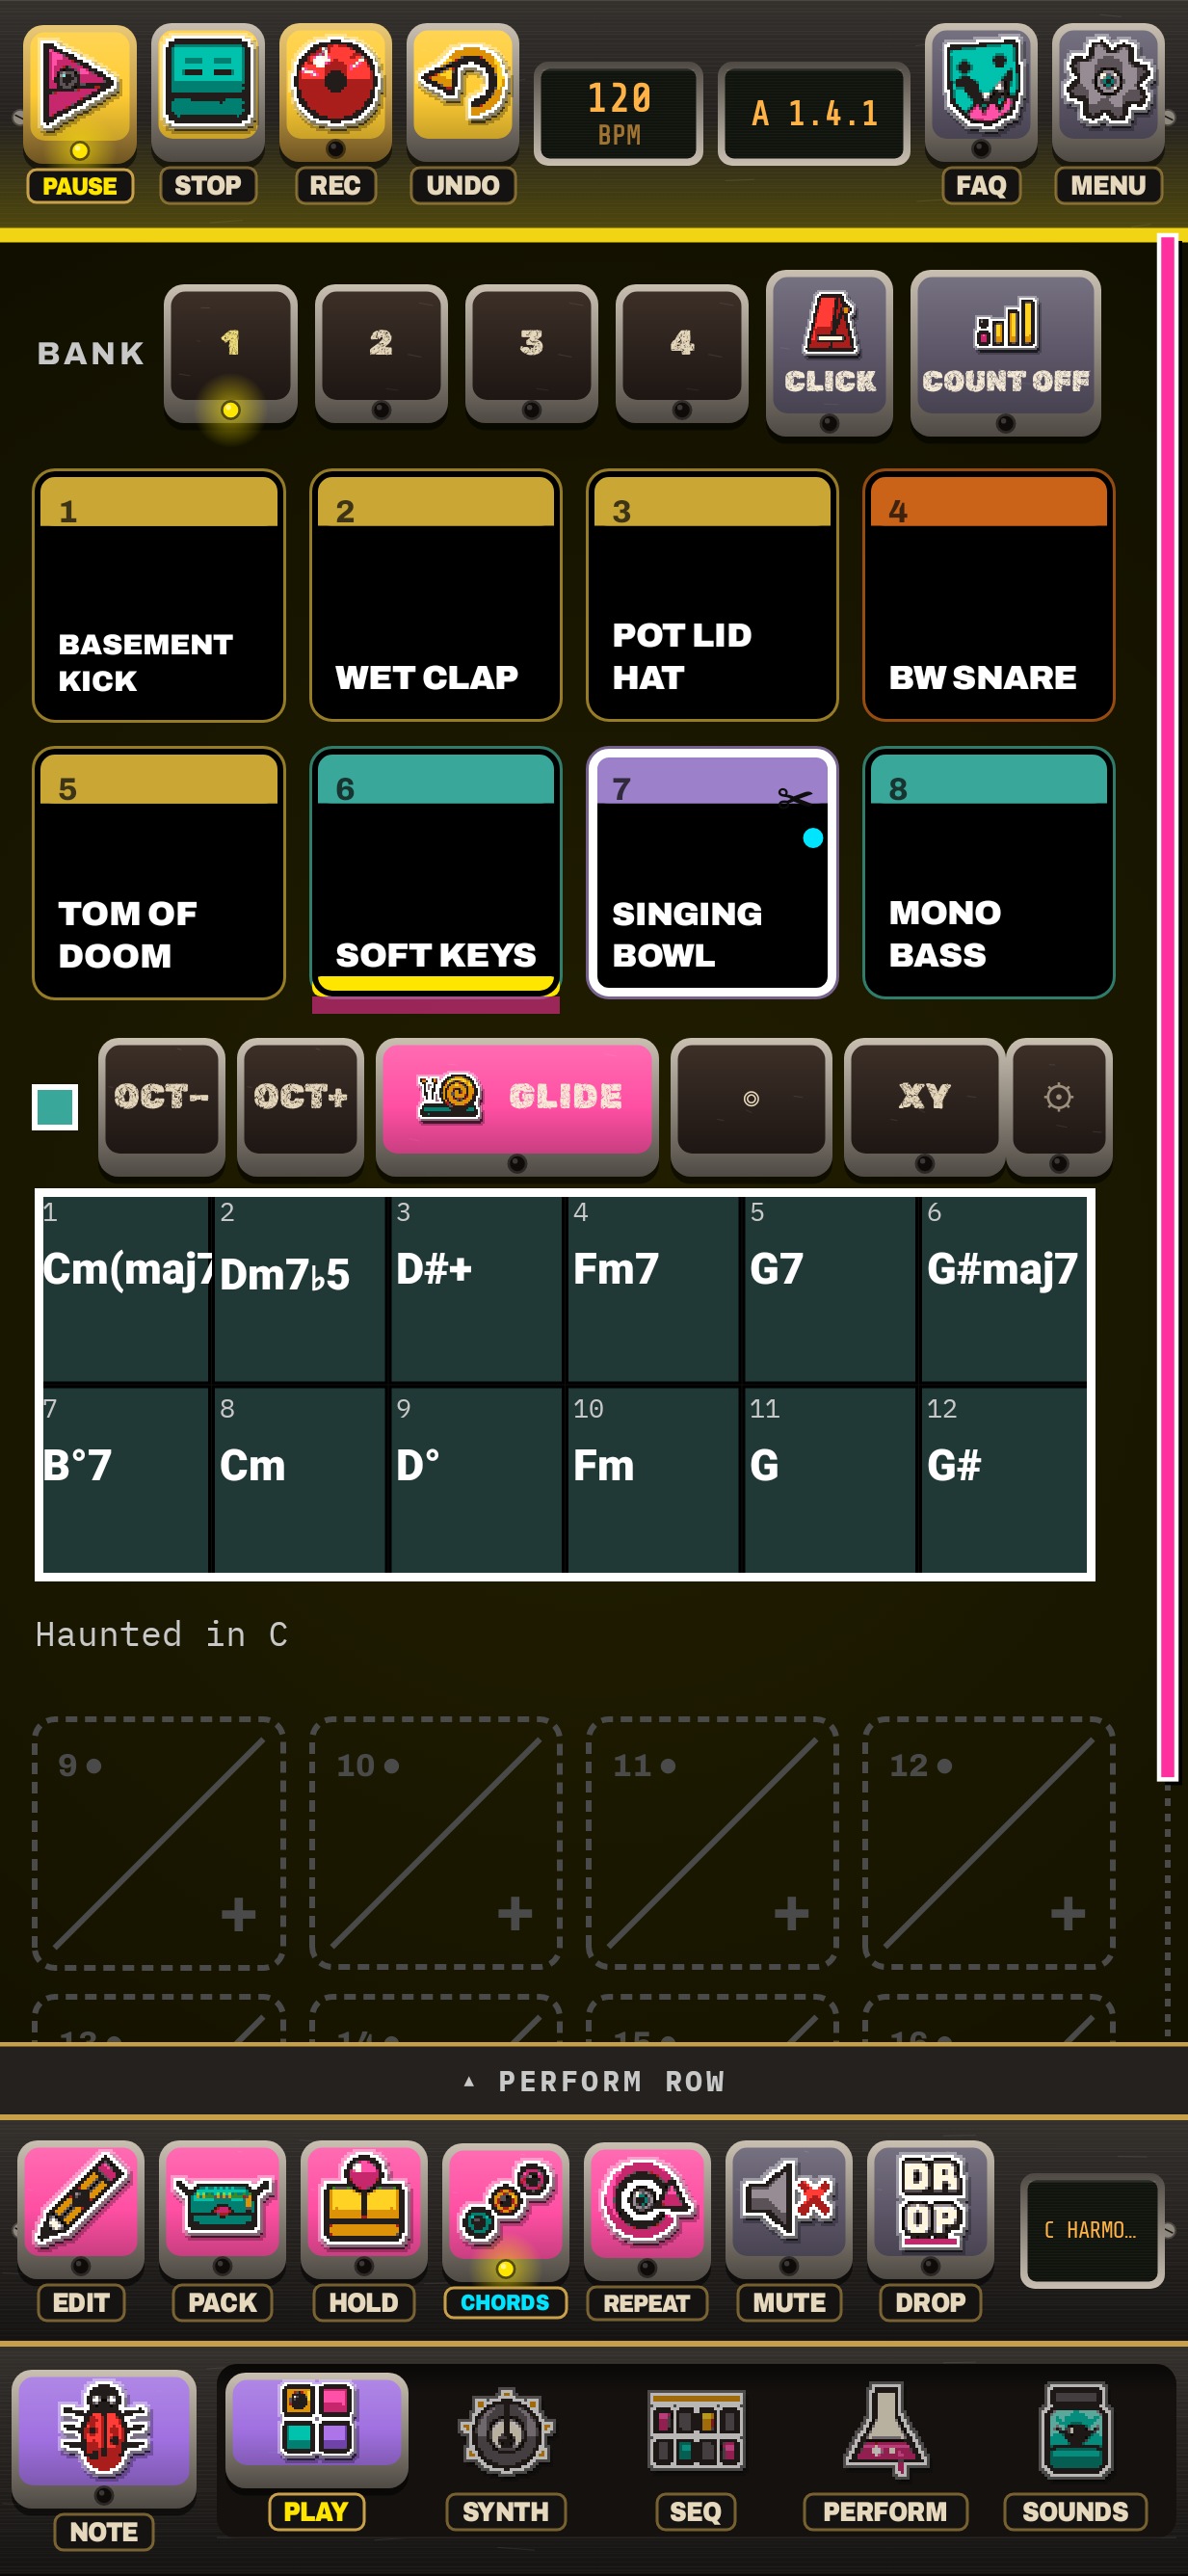 120
BPM
A 1.4.1
PAUSE
STOP
REC
UNDO
FAQ
MENU
BANK
1
2
3
4
CLICK
COUNT OFF
1
BASEMENT
KICK
2
WET CLAP
3
POT LID
HAT
4
BW SNARE
5
TOM OF
DOOM
6
SOFT KEYS
7
SINGING
BOWL
8
MONO
BASS
OCT-
OCT+
GLIDE
XY
1
Cm(maj7
2
Dm7♭5
3
D#+
4
Fm7
5
G7
6
G#maj7
7
B°7
8
Cm
9
D°
10
Fm
11
G
12
G#
Haunted in C
9
10
11
12
13
14
15
16
▲ PERFORM ROW
DR
OP
C HARMO…
EDIT
PACK
HOLD
CHORDS
REPEAT
MUTE
DROP
NOTE
PLAY
SYNTH
SEQ
PERFORM
SOUNDS